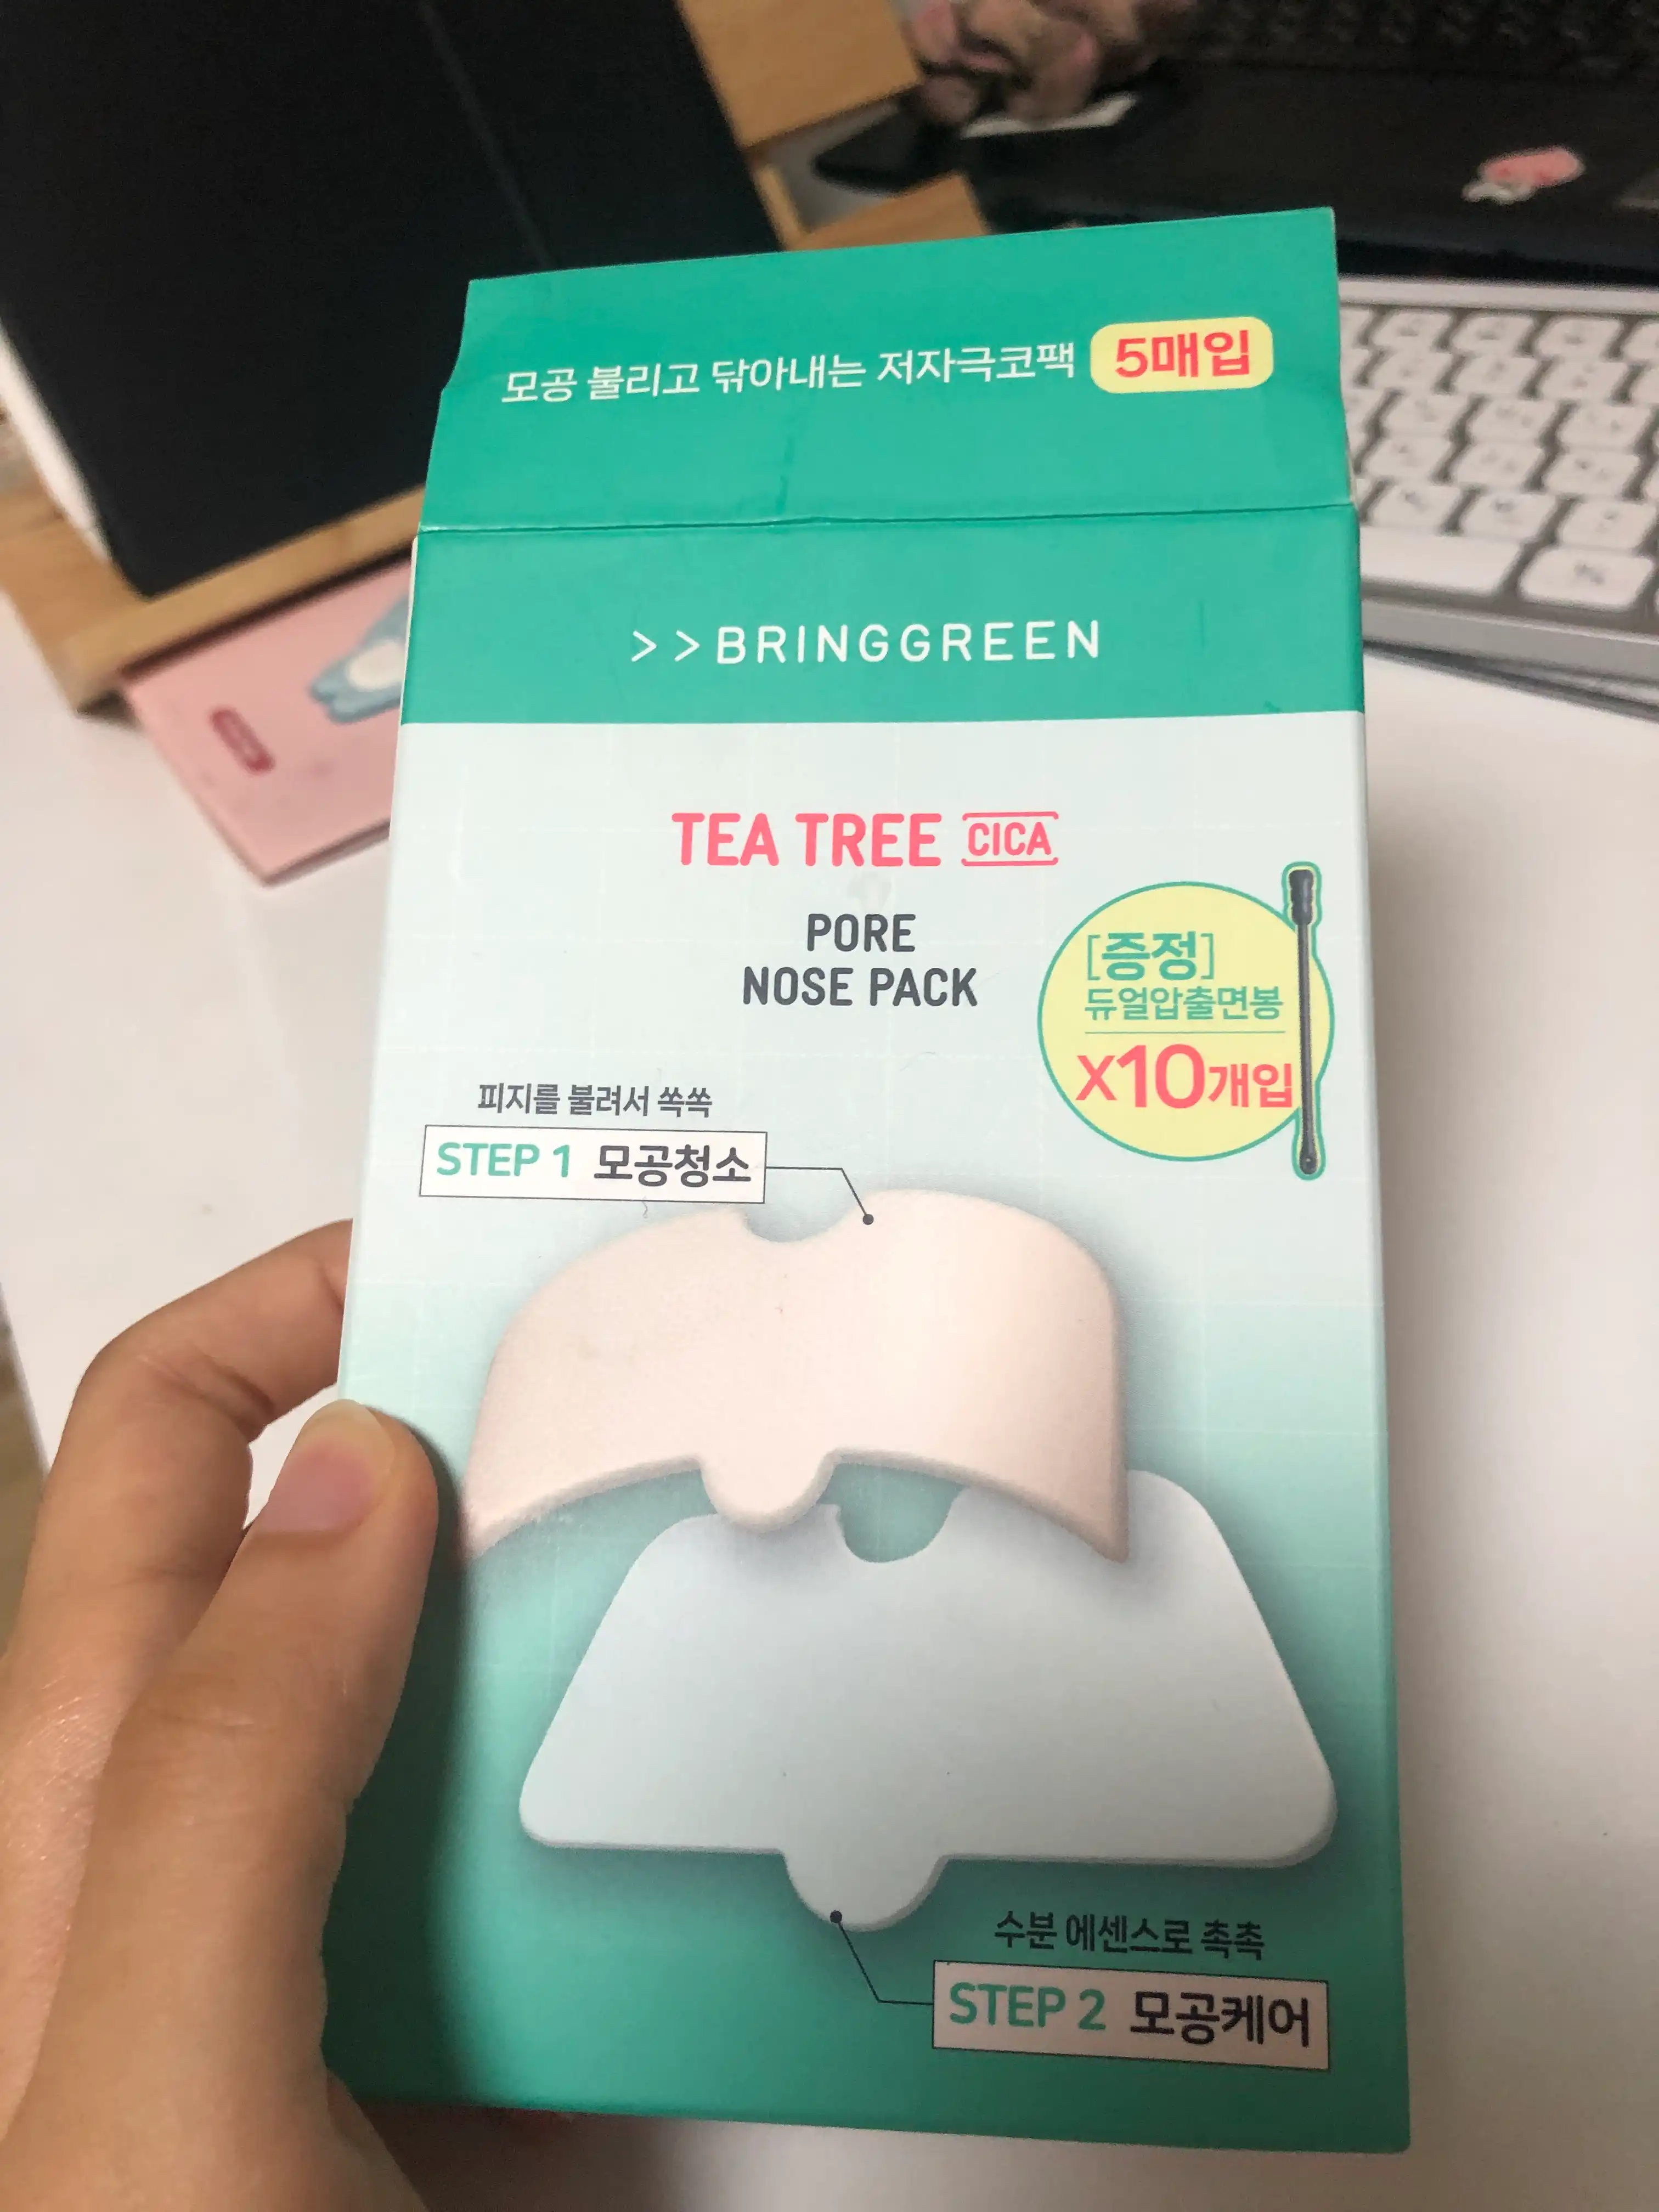 모공 불리고 닦아내는 저자극코팩 5매입
>>BRINGGREEN
TEA TREE CICA
PORE
NOSE PACK
[증정]
듀얼압출면봉
X10개입
피지를 불려서 쏙쏙
STEP 1 모공청소
수분 에센스로 촉촉
STEP 2 모공케어